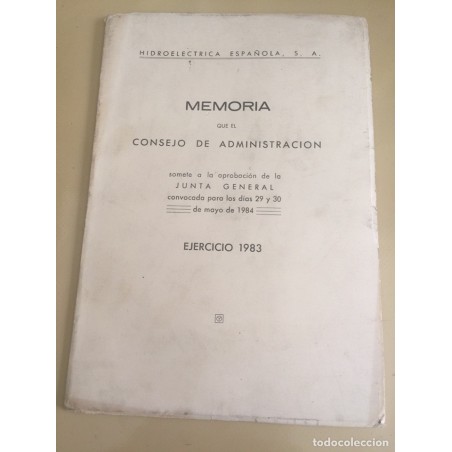 HIDROELECTRICA ESPAÑOLA, S. A.
MEMORIA
QUE EL
CONSEJO DE ADMINISTRACION
somete a la aprobación de la
JUNTA GENERAL
convocada para los días 29 y 30
de mayo de 1984
EJERCICIO 1983
todocoleccion